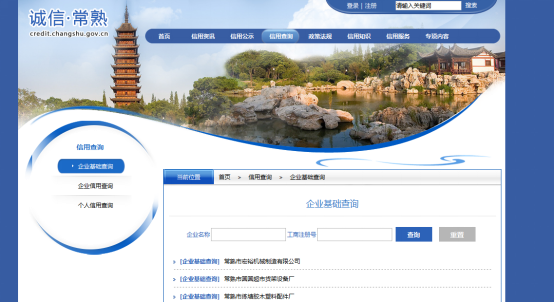 诚信·常熟
credit.changshu.gov.cn
登录 | 注册 请输入关键词 搜索
首页 信用资讯 信用公示 信用查询 政策法规 信用知识 信用服务 专题内容
信用查询
企业基础查询
企业信用查询
个人信用查询
当前位置 首页 » 信用查询 » 企业基础查询
企业基础查询
企业名称 工商注册号 查询 重置
[企业基础查询] 常熟市宏裕机械制造有限公司
[企业基础查询] 常熟市莫莫超市货架设备厂
[企业基础查询] 常熟市练塘胶木塑料配件厂